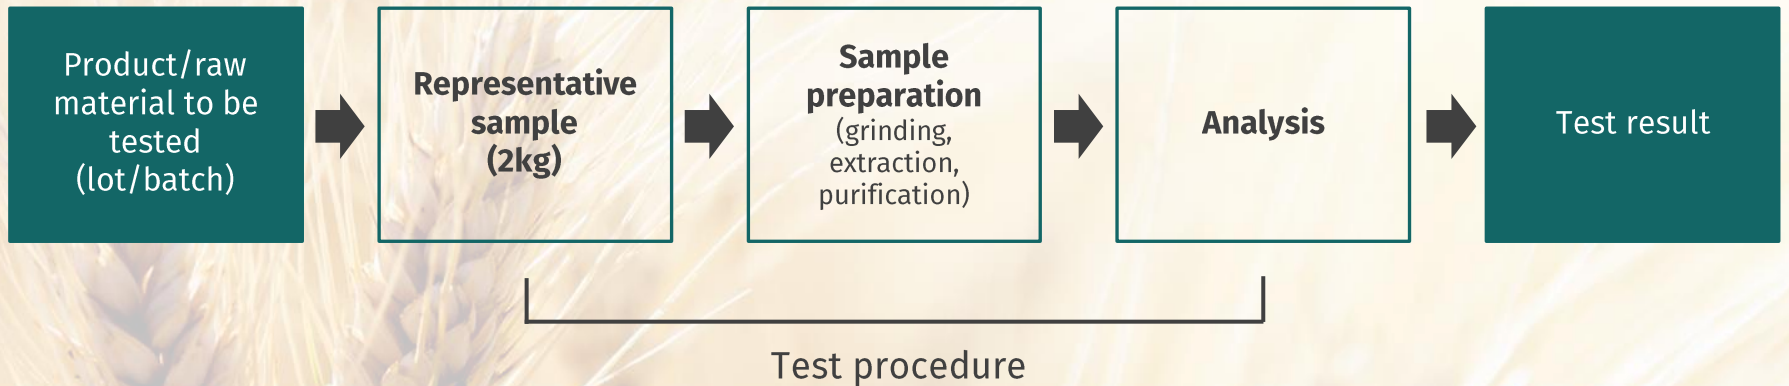 Product/raw
material to be
tested
(lot/batch)
Representative
sample
(2kg)
Sample
preparation
(grinding,
extraction,
purification)
Analysis
Test result
Test procedure